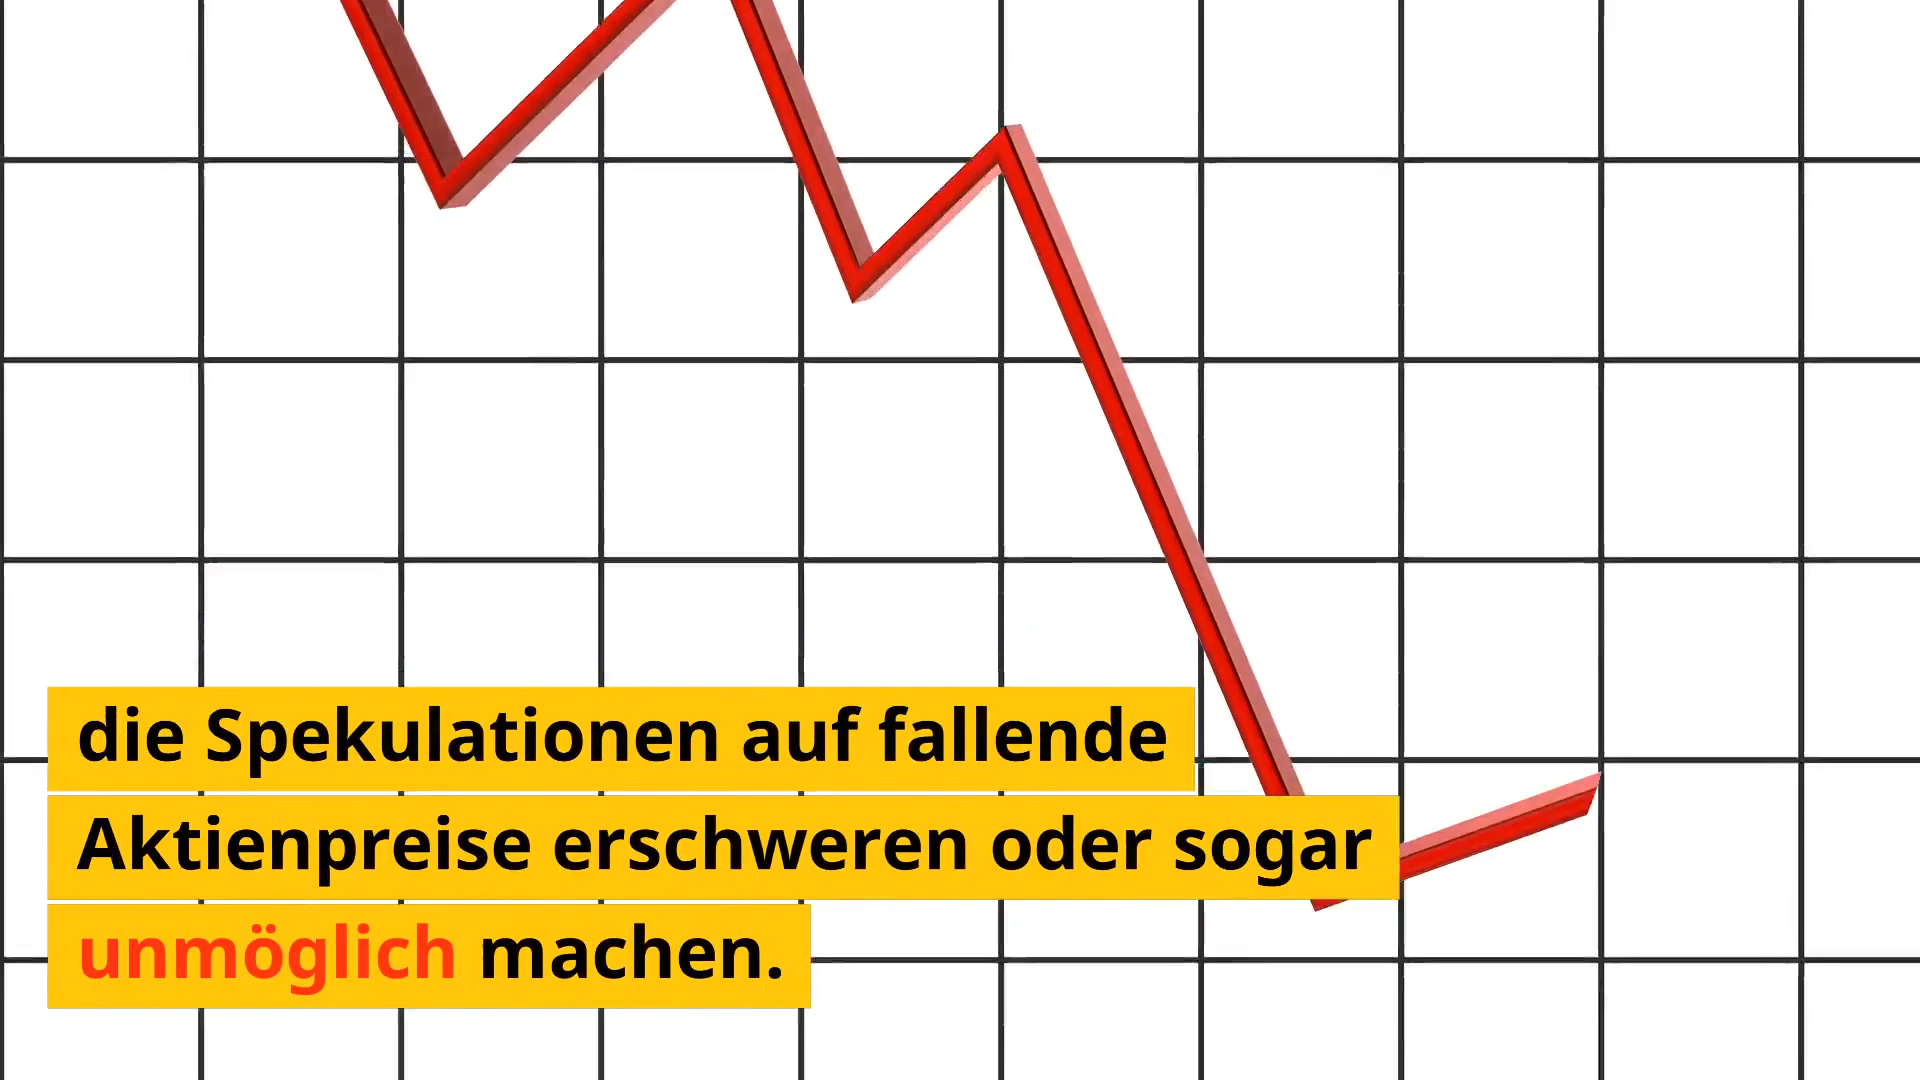 die Spekulationen auf fallende
Aktienpreise erschweren oder sogar
unmöglich machen.